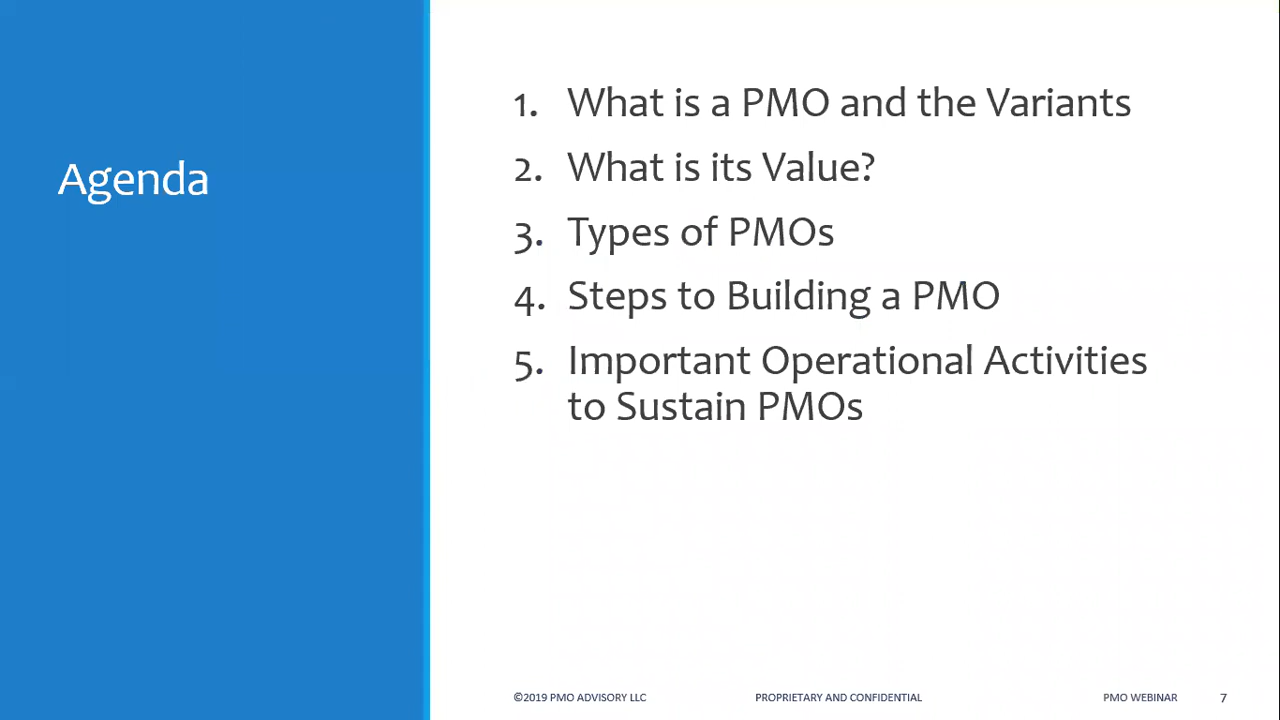 Agenda
1. What is a PMO and the Variants
2. What is its Value?
3. Types of PMOs
4. Steps to Building a PMO
5. Important Operational Activities
to Sustain PMOs
©2019 PMO ADVISORY LLC
PROPRIETARY AND CONFIDENTIAL
PMO WEBINAR
7